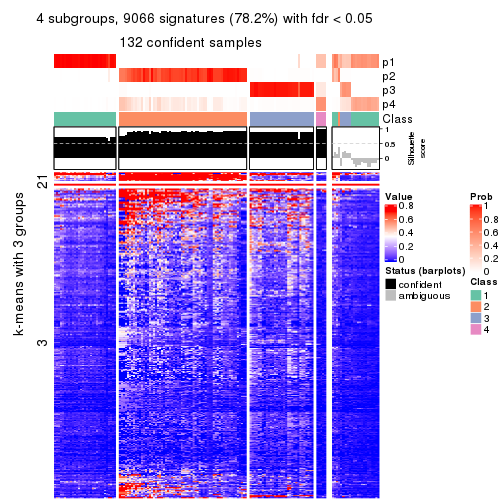 4 subgroups, 9066 signatures (78.2%) with fdr < 0.05
132 confident samples
p1
p2
p3
p4
Class
1
0.5
0
Silhouette
score
k-means with 3 groups
21
3
Value
0.8
0.6
0.4
0.2
0
Status (barplots)
confident
ambiguous
Prob
1
0.8
0.6
0.4
0.2
0
Class
1
2
3
4